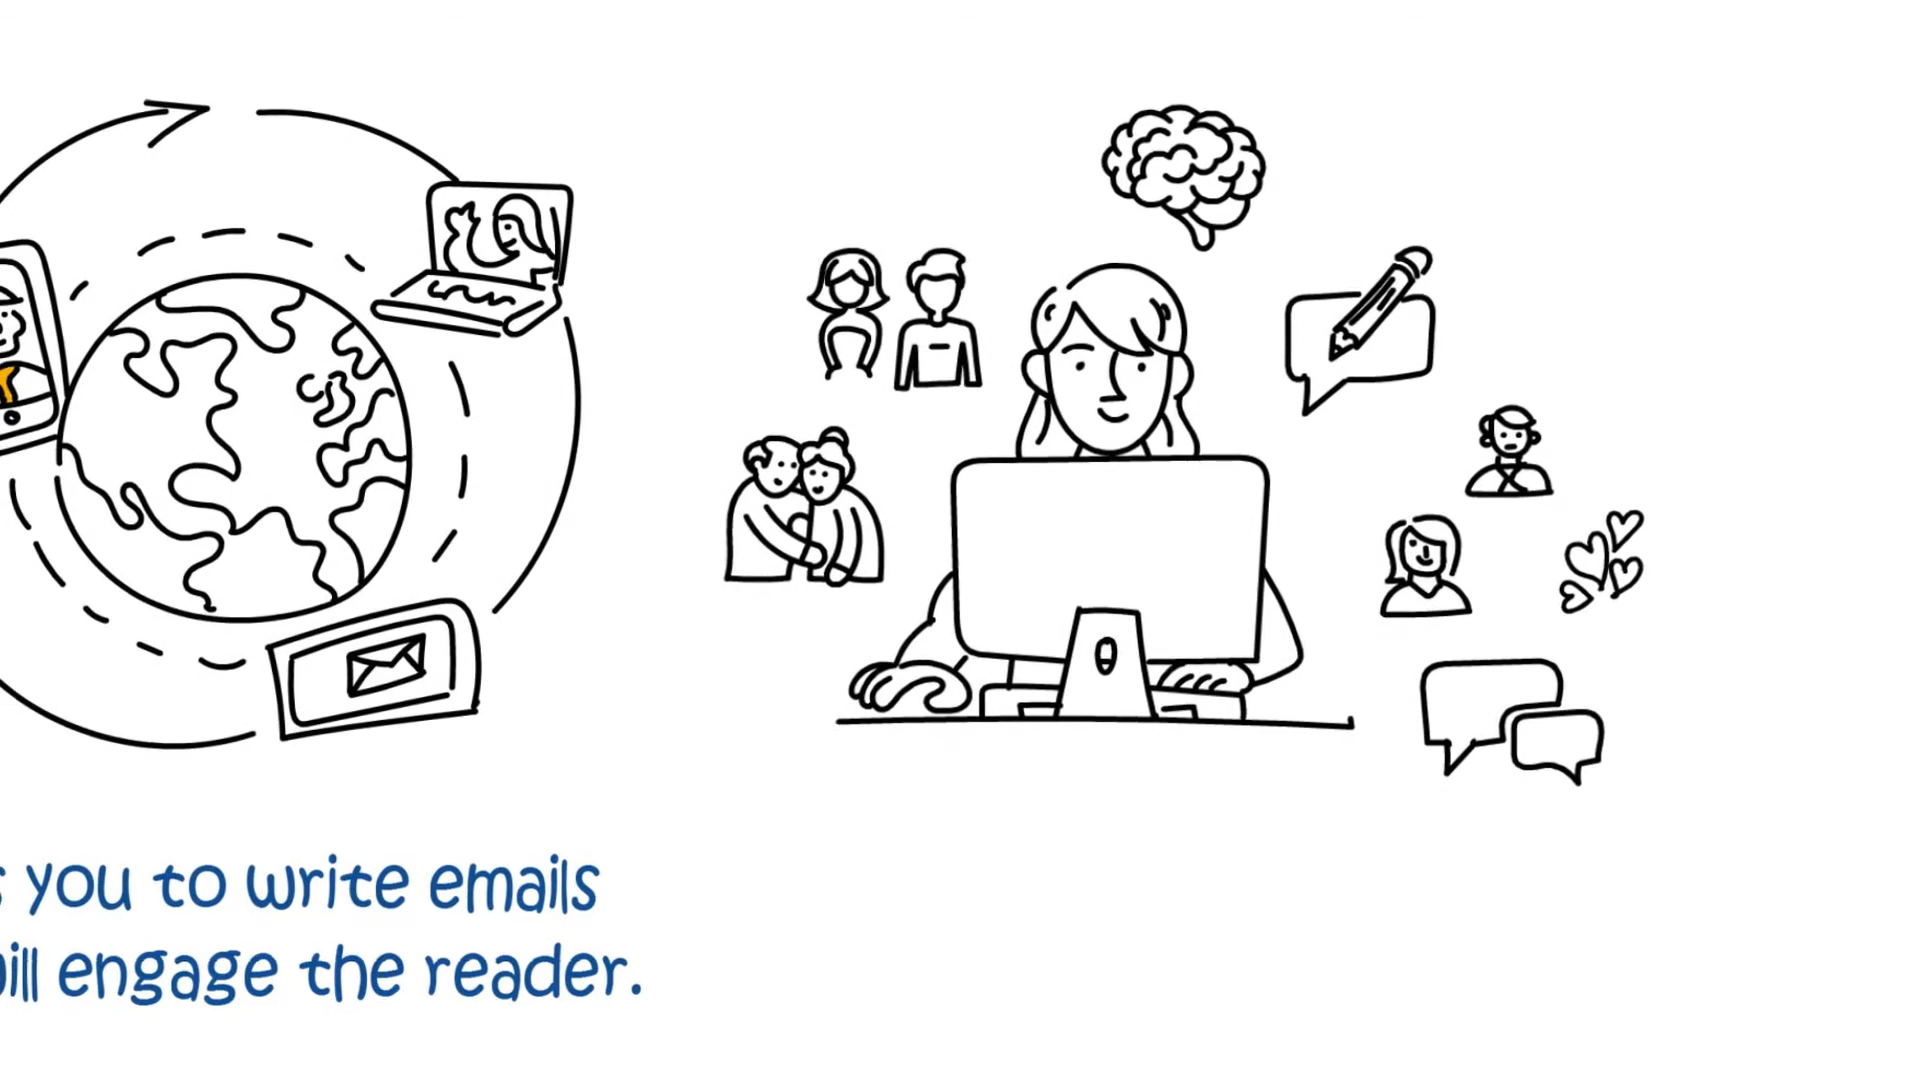 you to write emails
engage the reader.